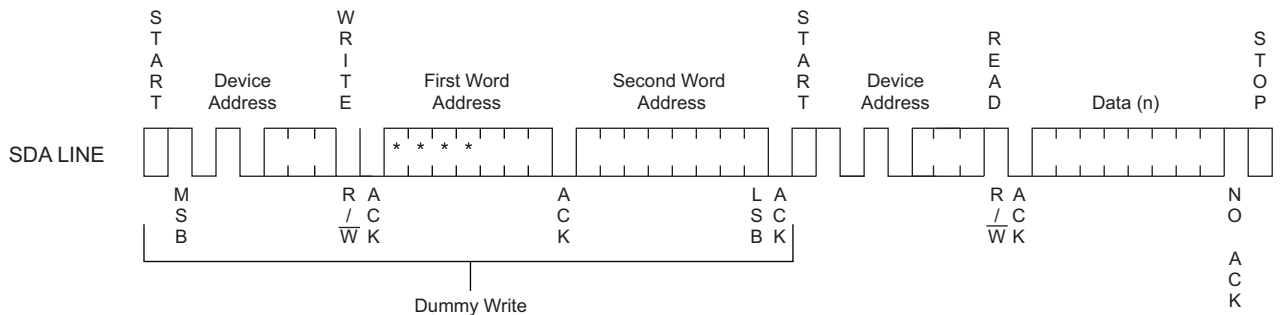 START
WRITE
START
READ
STOP
Device
Address
First Word
Address
Second Word
Address
Device
Address
Data (n)
SDA LINE
* * * *
MSB
R/W
ACK
ACK
LSB
ACK
R/W
ACK
NO ACK
Dummy Write